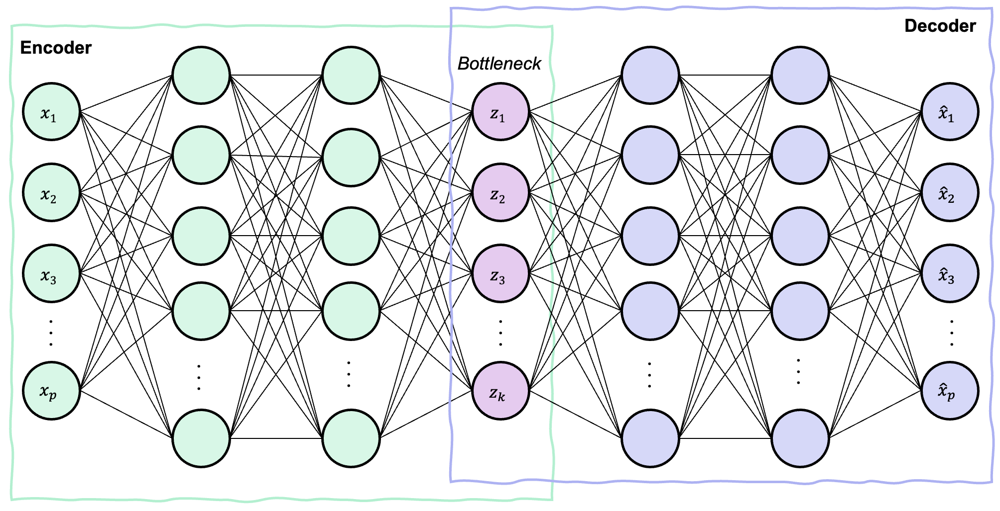 Decoder
Encoder
Bottleneck
x₁
x₂
x₃
⋮
xₚ
⋮
⋮
z₁
z₂
z₃
⋮
zₖ
⋮
⋮
x̂₁
x̂₂
x̂₃
⋮
x̂ₚ